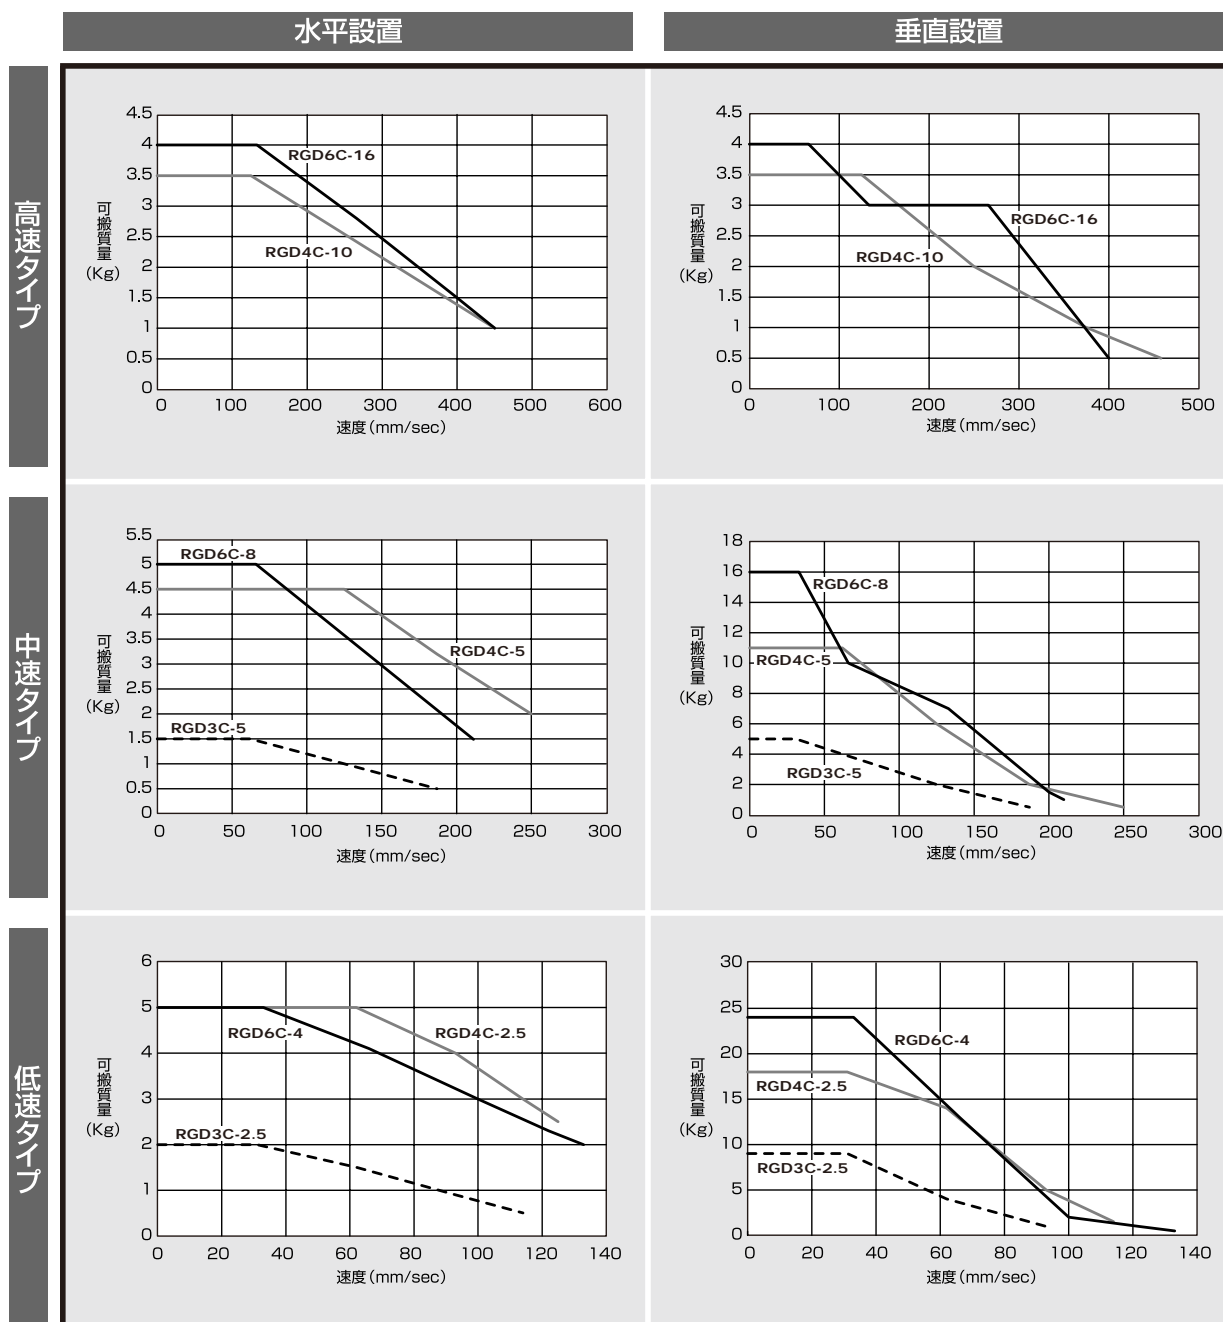 水平設置
垂直設置
高速タイプ
4.5
4
3.5
3
2.5
2
1.5
1
0.5
0
可搬質量
(Kg)
RGD6C-16
RGD4C-10
0 100 200 300 400 500 600
速度(mm/sec)
4.5
4
3.5
3
2.5
2
1.5
1
0.5
0
可搬質量
(Kg)
RGD6C-16
RGD4C-10
0 100 200 300 400 500
速度(mm/sec)
中速タイプ
5.5
5
4.5
4
3.5
3
2.5
2
1.5
1
0.5
0
可搬質量
(Kg)
RGD6C-8
RGD4C-5
RGD3C-5
0 50 100 150 200 250 300
速度(mm/sec)
18
16
14
12
10
8
6
4
2
0
可搬質量
(Kg)
RGD6C-8
RGD4C-5
RGD3C-5
0 50 100 150 200 250 300
速度(mm/sec)
低速タイプ
6
5
4
3
2
1
0
可搬質量
(Kg)
RGD6C-4
RGD4C-2.5
RGD3C-2.5
0 20 40 60 80 100 120 140
速度(mm/sec)
30
25
20
15
10
5
0
可搬質量
(Kg)
RGD6C-4
RGD4C-2.5
RGD3C-2.5
0 20 40 60 80 100 120 140
速度(mm/sec)